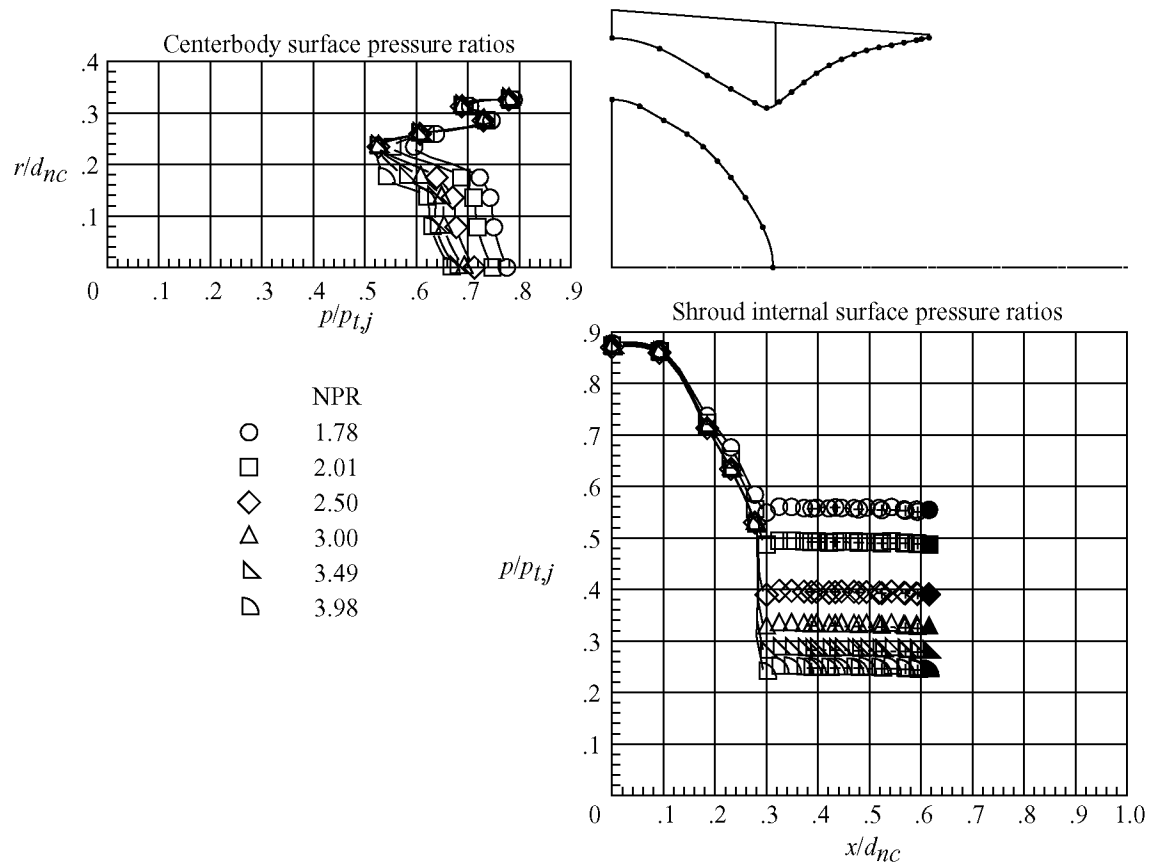 Centerbody surface pressure ratios
.4
.3
.2
.1
r/dnc
0 .1 .2 .3 .4 .5 .6 .7 .8 .9
p/pt,j
NPR
1.78
2.01
2.50
3.00
3.49
3.98
Shroud internal surface pressure ratios
.9
.8
.7
.6
.5
.4
.3
.2
.1
p/pt,j
0 .1 .2 .3 .4 .5 .6 .7 .8 .9 1.0
x/dnc